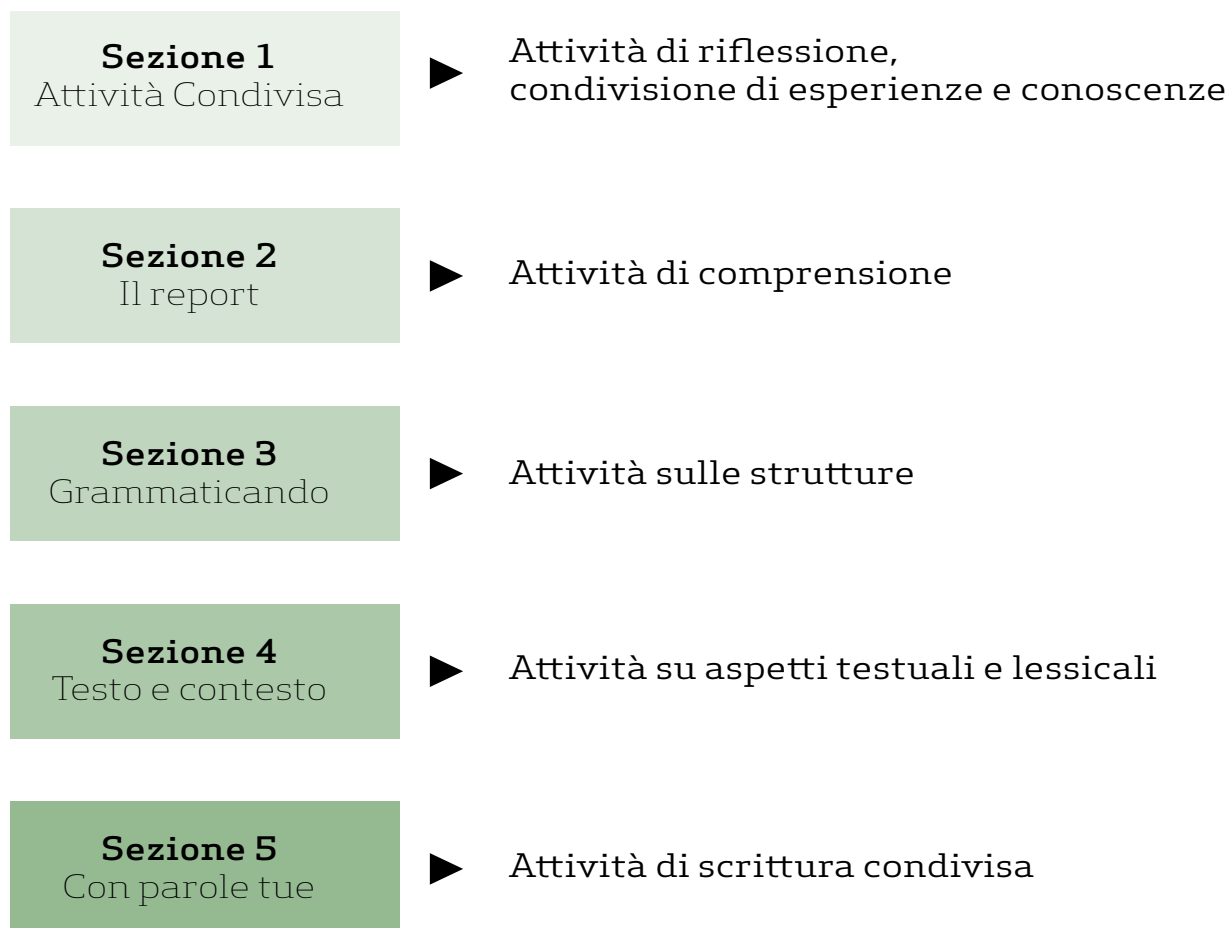 Sezione 1
Attività Condivisa
Attività di riflessione,
condivisione di esperienze e conoscenze
Sezione 2
Il report
Attività di comprensione
Sezione 3
Grammaticando
Attività sulle strutture
Sezione 4
Testo e contesto
Attività su aspetti testuali e lessicali
Sezione 5
Con parole tue
Attività di scrittura condivisa